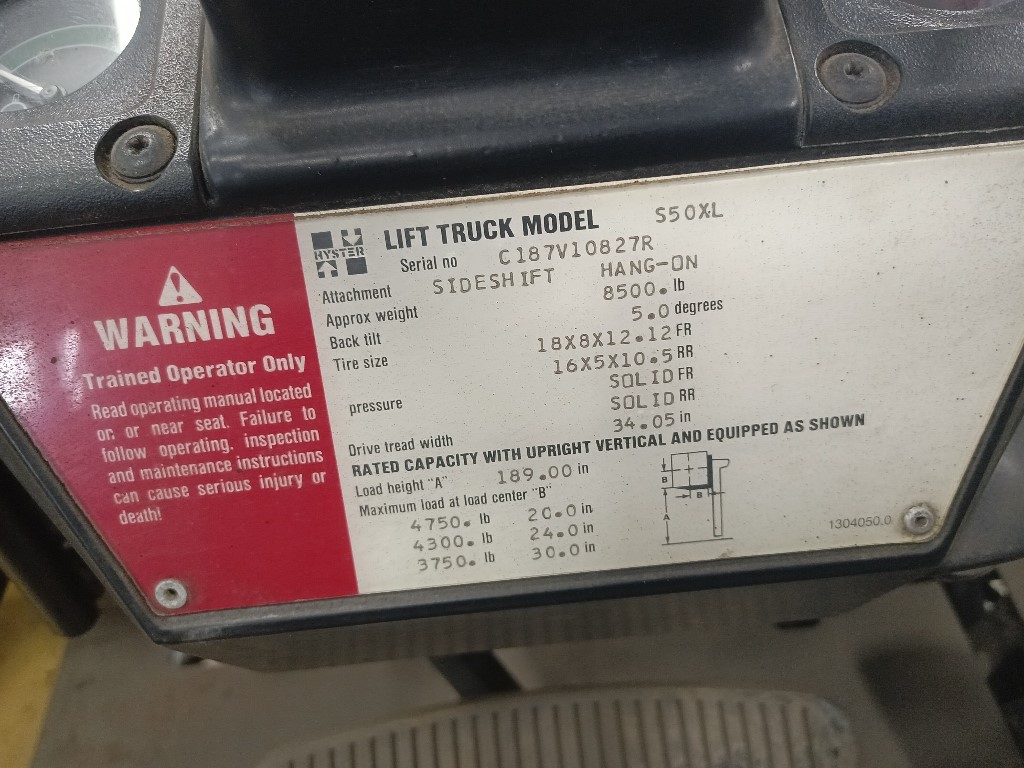 HYSTER
LIFT TRUCK MODEL S50XL
Serial no C187V10827R
Attachment SIDESHIFT HANG-ON
Approx weight 8500. lb
Back tilt 5.0 degrees
Tire size 18X8X12.12 FR
16X5X10.5 RR
pressure SOLID FR
SOLID RR
Drive tread width 34.05 in
RATED CAPACITY WITH UPRIGHT VERTICAL AND EQUIPPED AS SHOWN
Load height "A" 189.00 in
Maximum load at load center "B"
4750. lb 20.0 in
4300. lb 24.0 in
3750. lb 30.0 in
B
B
A
1304050.0
WARNING
Trained Operator Only
Read operating manual located
on or near seat. Failure to
follow operating, inspection
and maintenance instructions
can cause serious injury or
death!